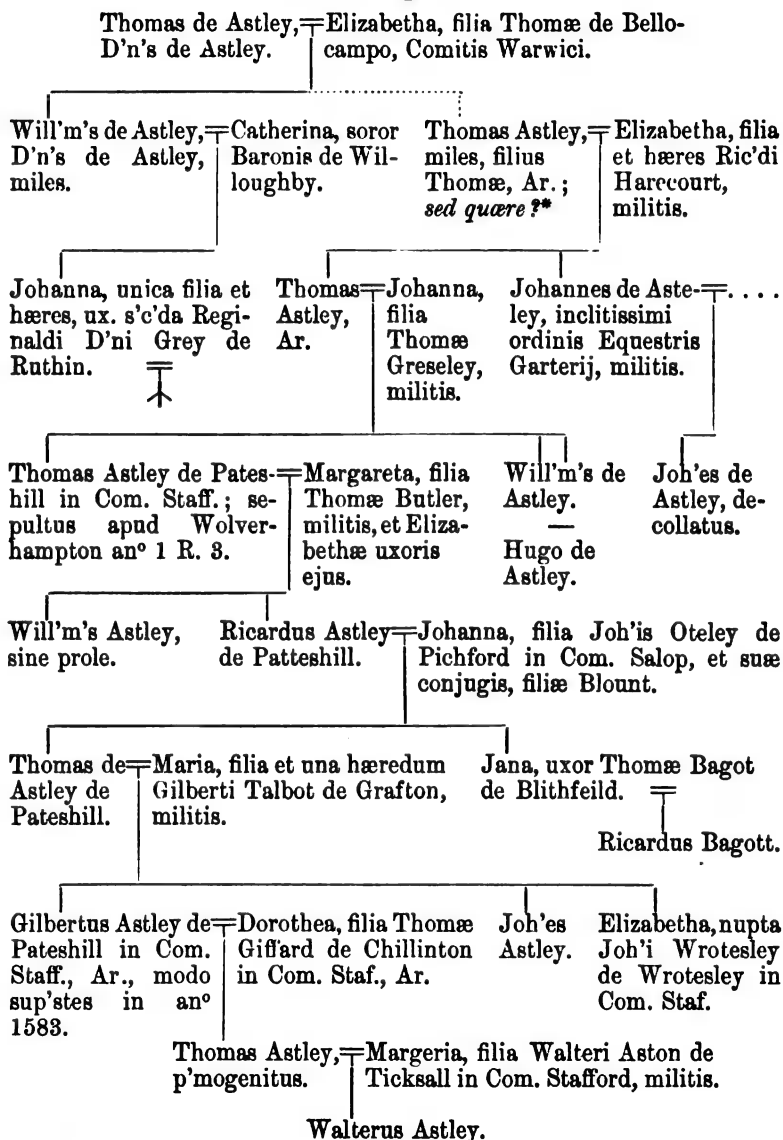 Thomas de Astley, Elizabetha, filia Thomæ de Bello-
D'n's de Astley. campo, Comitis Warwici.
Will'm's de Astley, Catherina, soror Thomas Astley, Elizabetha, filia
D'n's de Astley, Baronis de Wil- miles, filius et hæres Ric'di
miles. loughby. Thomæ, Ar.; Harecourt,
sed quære?* militis.
Johanna, unica filia et Thomas Johanna, Johannes de Aste- ....
hæres, ux. s'c'da Regi- Astley, filia ley, inclitissimi
naldi D'ni Grey de Ar. Thomæ ordinis Equestris
Ruthin. Greseley, Garterij, militis.
militis.
Thomas Astley de Pates- Margareta, filia Will'm's de Joh'es de
hill in Com. Staff.; se- Thomæ Butler, Astley. Astley, de-
pultus apud Wolver- militis, et Eliza- — collatus.
hampton anº 1 R. 3. bethæ uxoris Hugo de
ejus. Astley.
Will'm's Astley, Ricardus Astley Johanna, filia Joh'is Oteley de
sine prole. de Patteshill. Pichford in Com. Salop, et suæ
conjugis, filiæ Blount.
Thomas de Maria, filia et una hæredum Jana, uxor Thomæ Bagot
Astley de Gilberti Talbot de Grafton, de Blithfeild.
Pateshill. militis.
Ricardus Bagott.
Gilbertus Astley de Dorothea, filia Thomæ Joh'es Elizabetha, nupta
Pateshill in Com. Giffard de Chillinton Astley. Joh'i Wrotesley
Staff., Ar., modo in Com. Staf., Ar. de Wrotesley in
sup'stes in anº Com. Staf.
1583.
Thomas Astley, Margeria, filia Walteri Aston de
p'mogenitus. Ticksall in Com. Stafford, militis.
Walterus Astley.